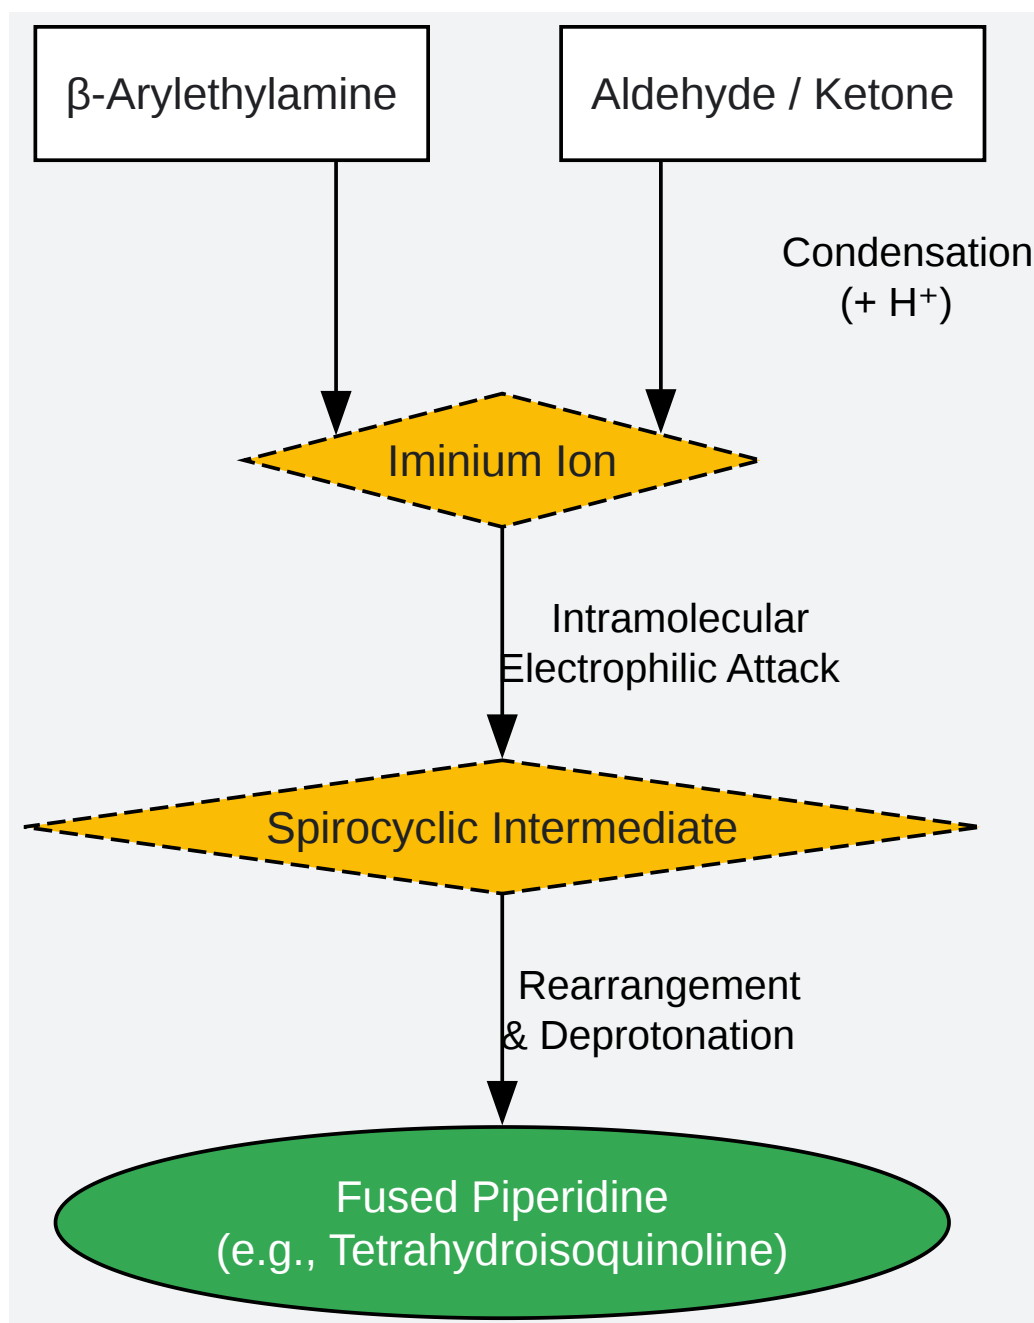 β-Arylethylamine
Aldehyde / Ketone
Condensation
(+ H⁺)
Iminium Ion
Intramolecular
Electrophilic Attack
Spirocyclic Intermediate
Rearrangement
& Deprotonation
Fused Piperidine
(e.g., Tetrahydroisoquinoline)